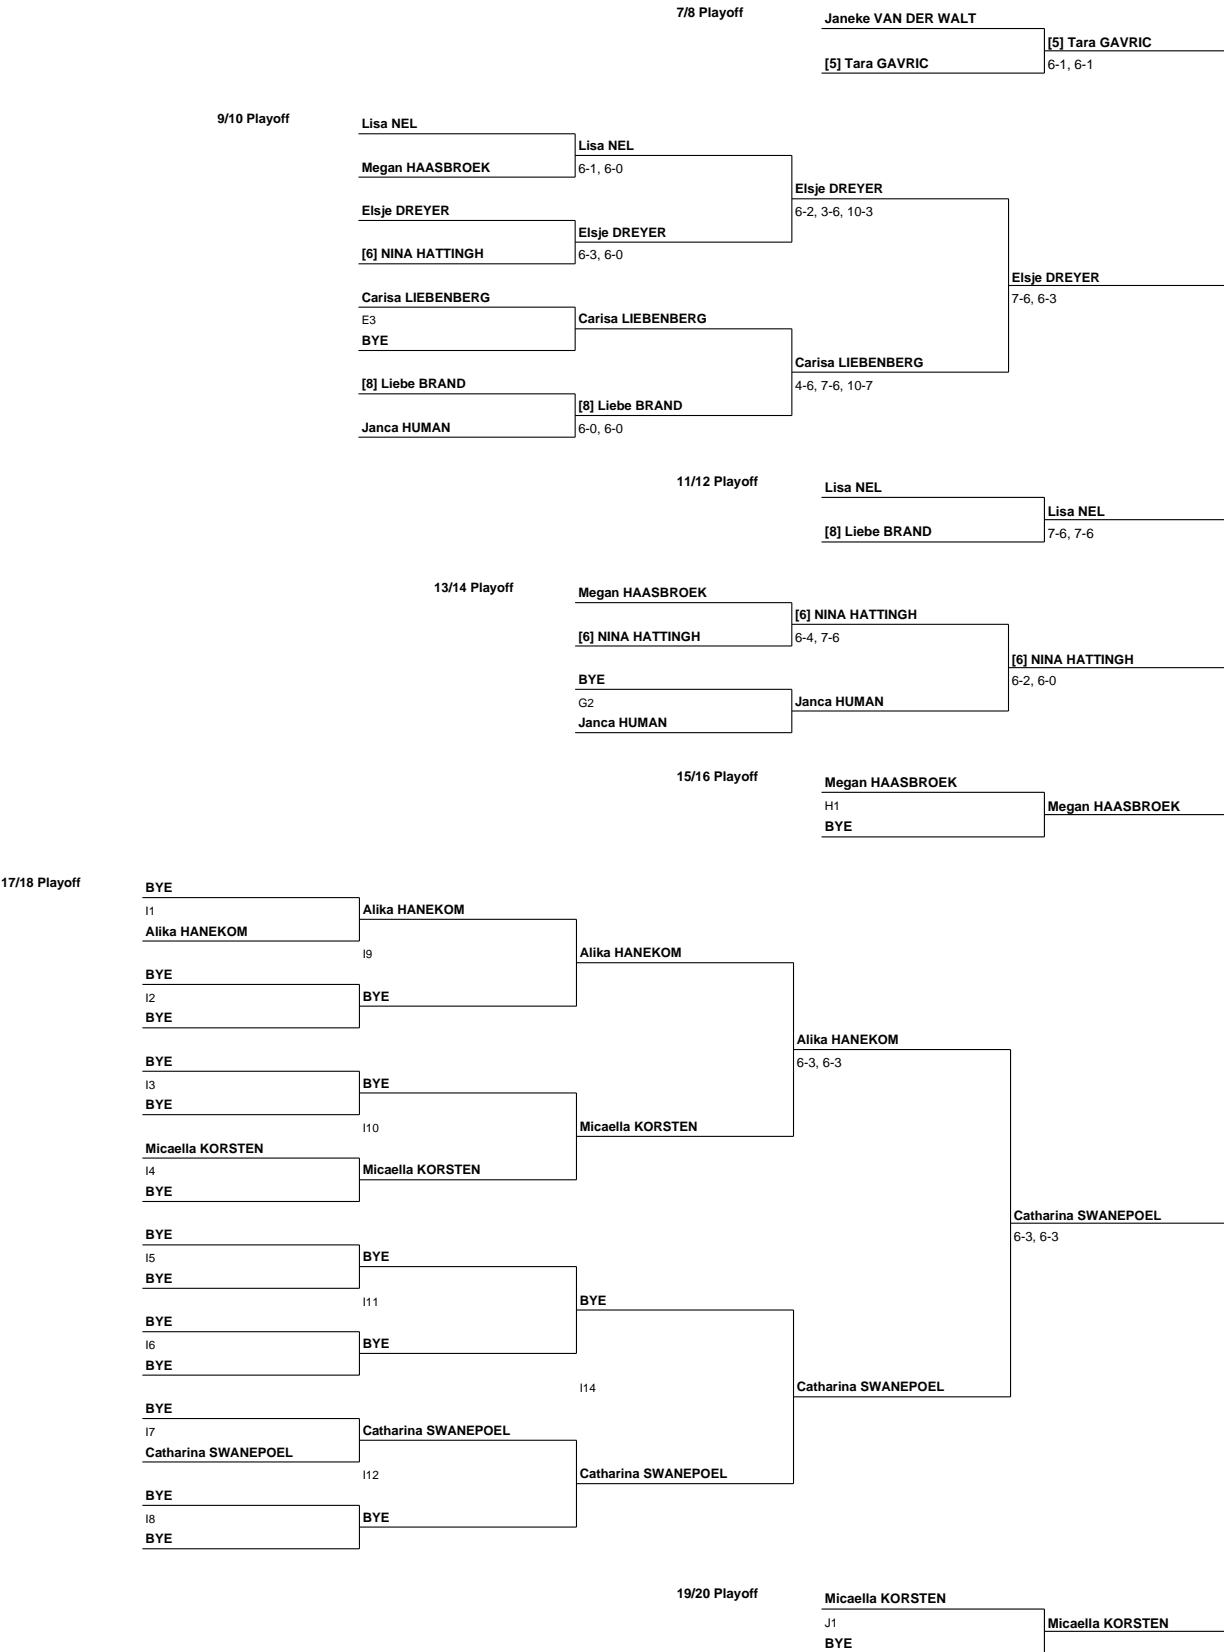 7/8 Playoff
Janeke VAN DER WALT
[5] Tara GAVRIC
[5] Tara GAVRIC
6-1, 6-1
9/10 Playoff
Lisa NEL
Lisa NEL
Megan HAASBROEK
6-1, 6-0
Elsje DREYER
Elsje DREYER
6-2, 3-6, 10-3
Elsje DREYER
[6] NINA HATTINGH
6-3, 6-0
Elsje DREYER
Carisa LIEBENBERG
7-6, 6-3
E3
Carisa LIEBENBERG
BYE
Carisa LIEBENBERG
[8] Liebe BRAND
4-6, 7-6, 10-7
[8] Liebe BRAND
Janca HUMAN
6-0, 6-0
11/12 Playoff
Lisa NEL
Lisa NEL
[8] Liebe BRAND
7-6, 7-6
13/14 Playoff
Megan HAASBROEK
[6] NINA HATTINGH
[6] NINA HATTINGH
6-4, 7-6
[6] NINA HATTINGH
BYE
6-2, 6-0
G2
Janca HUMAN
Janca HUMAN
15/16 Playoff
Megan HAASBROEK
H1
Megan HAASBROEK
BYE
17/18 Playoff
BYE
I1
Alika HANEKOM
Alika HANEKOM
I9
Alika HANEKOM
BYE
I2
BYE
BYE
Alika HANEKOM
BYE
6-3, 6-3
I3
BYE
BYE
I10
Micaella KORSTEN
Micaella KORSTEN
I4
Micaella KORSTEN
BYE
Catharina SWANEPOEL
BYE
6-3, 6-3
I5
BYE
BYE
I11
BYE
BYE
I6
BYE
BYE
I14
Catharina SWANEPOEL
BYE
I7
Catharina SWANEPOEL
Catharina SWANEPOEL
I12
Catharina SWANEPOEL
BYE
I8
BYE
BYE
19/20 Playoff
Micaella KORSTEN
J1
Micaella KORSTEN
BYE